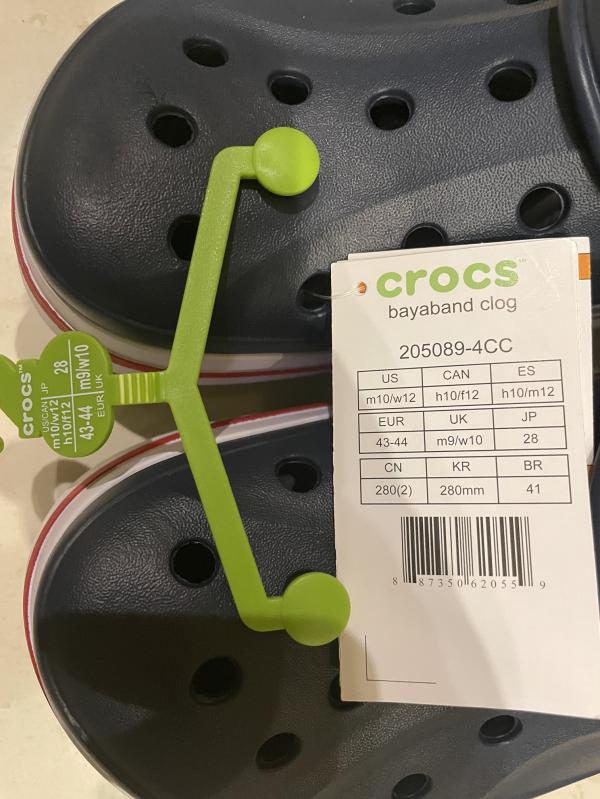 crocs™
bayaband clog
205089-4CC
US CAN ES
m10/w12 h10/f12 h10/m12
EUR UK JP
43-44 m9/w10 28
CN KR BR
280(2) 280mm 41
8 87350 62055 9
crocs™
US/CAN JP
m10/w12 28
h10/f12
43-44 m9/w10
EUR UK